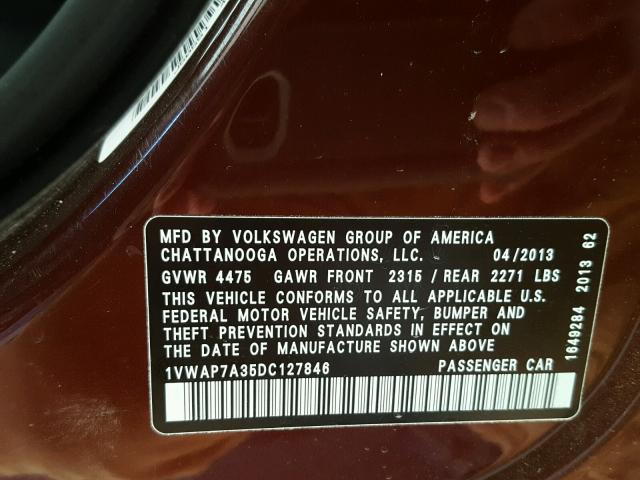 MFD BY VOLKSWAGEN GROUP OF AMERICA
CHATTANOOGA OPERATIONS, LLC. 04/2013
GVWR 4475 GAWR FRONT 2315 / REAR 2271 LBS
THIS VEHICLE CONFORMS TO ALL APPLICABLE U.S.
FEDERAL MOTOR VEHICLE SAFETY, BUMPER AND
THEFT PREVENTION STANDARDS IN EFFECT ON
THE DATE OF MANUFACTURE SHOWN ABOVE
1VWAP7A35DC127846 PASSENGER CAR
1649284 2013 62